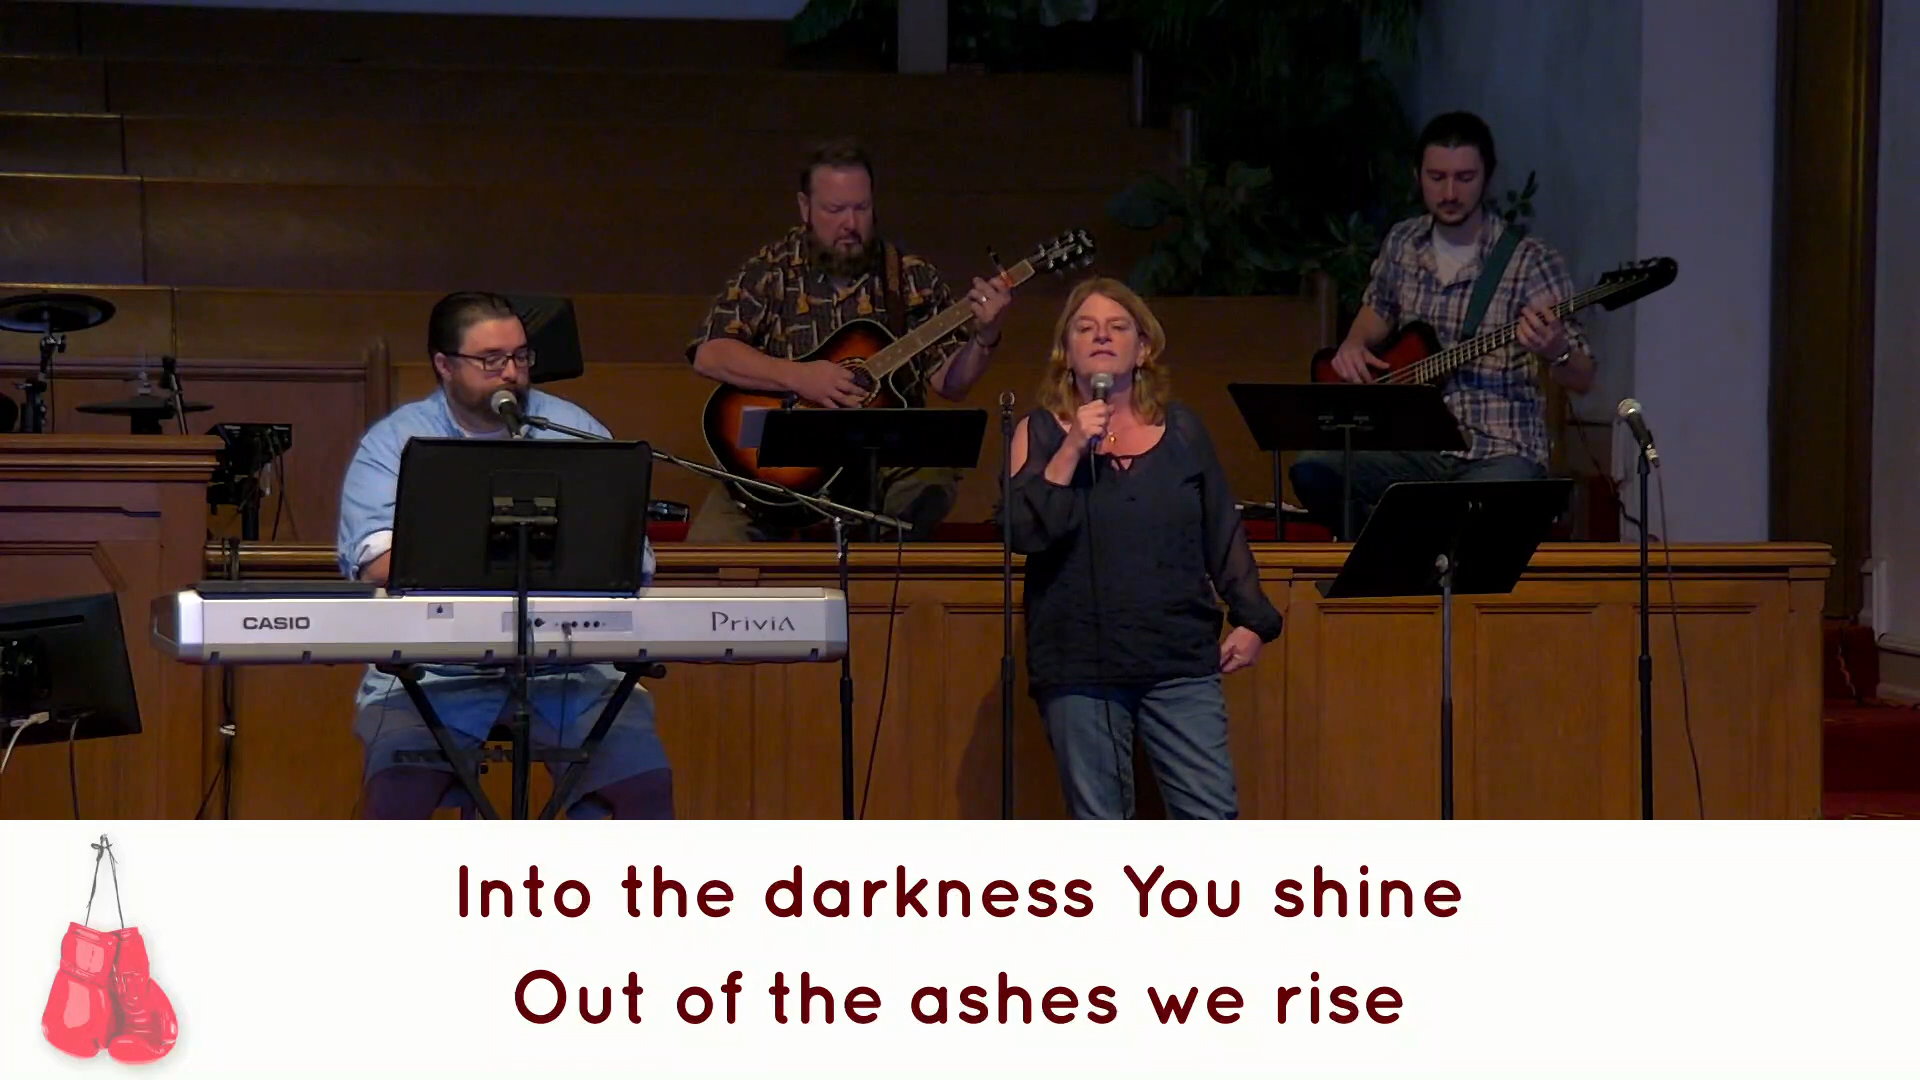 CASIO
Privia
Into the darkness You shine
Out of the ashes we rise